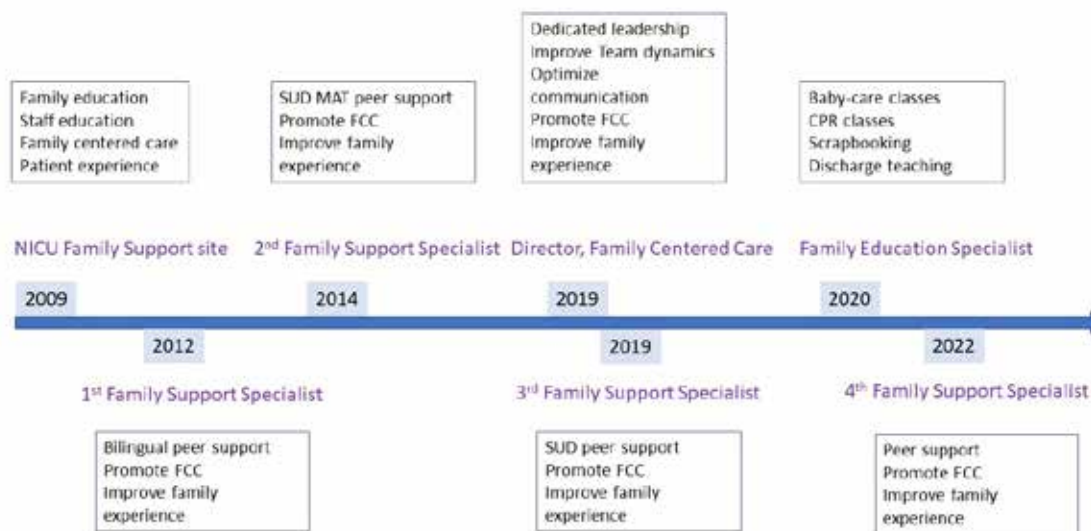 Dedicated leadership
Improve Team dynamics
Optimize
communication
Promote FCC
Improve family
experience
Family education
Staff education
Family centered care
Patient experience
SUD MAT peer support
Promote FCC
Improve family
experience
Baby-care classes
CPR classes
Scrapbooking
Discharge teaching
NICU Family Support site
2nd Family Support Specialist
Director, Family Centered Care
Family Education Specialist
2009
2014
2019
2020
2012
2019
2022
1st Family Support Specialist
3rd Family Support Specialist
4th Family Support Specialist
Bilingual peer support
Promote FCC
Improve family
experience
SUD peer support
Promote FCC
Improve family
experience
Peer support
Promote FCC
Improve family
experience